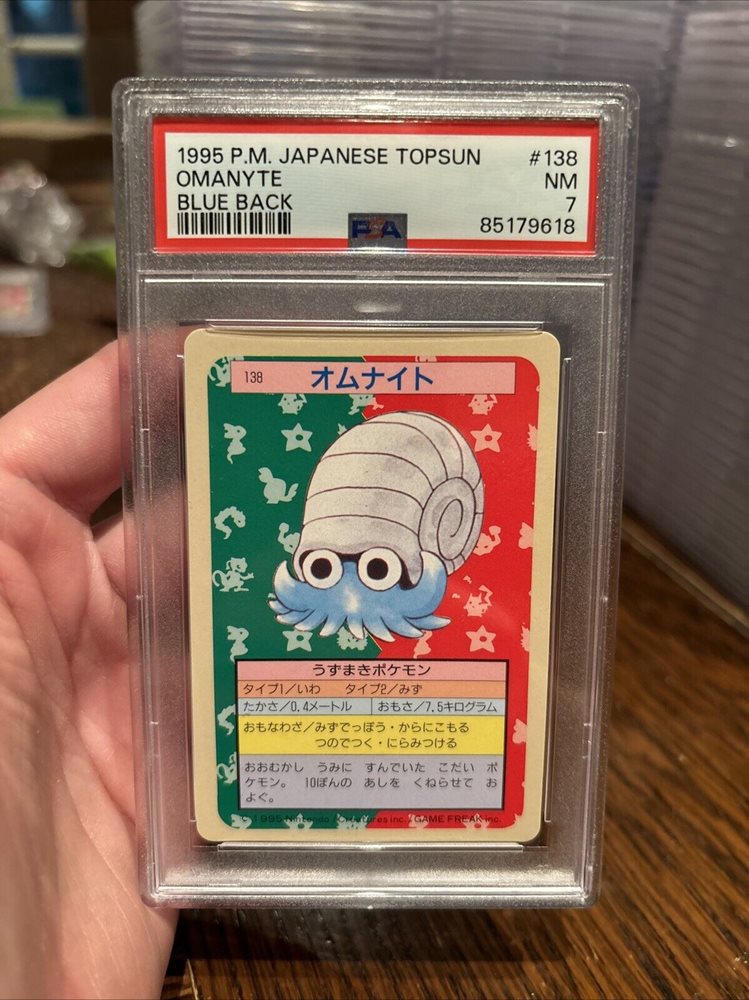 1995 P.M. JAPANESE TOPSUN #138
OMANYTE NM
BLUE BACK 7
PSA 85179618
138 オムナイト
うずまきポケモン
タイプ1/いわ タイプ2/みず
たかさ/0.4メートル おもさ/7.5キログラム
おもなわざ/みずでっぽう・からにこもる
つのでつく・にらみつける
おおむかし うみに すんでいた こだい ポ
ケモン。 10ぽんの あしを くねらせて お
よぐ。
© 1995 Nintendo / Creatures inc. / GAME FREAK inc.